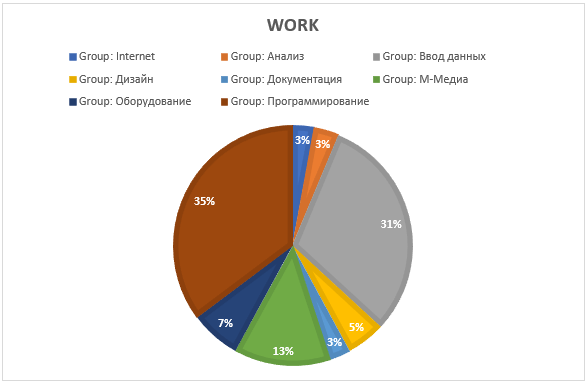 WORK
Group: Internet Group: Анализ Group: Ввод данных
Group: Дизайн Group: Документация Group: М-Медиа
Group: Оборудование Group: Программирование
3% 3%
35%
31%
7% 5%
13% 3%